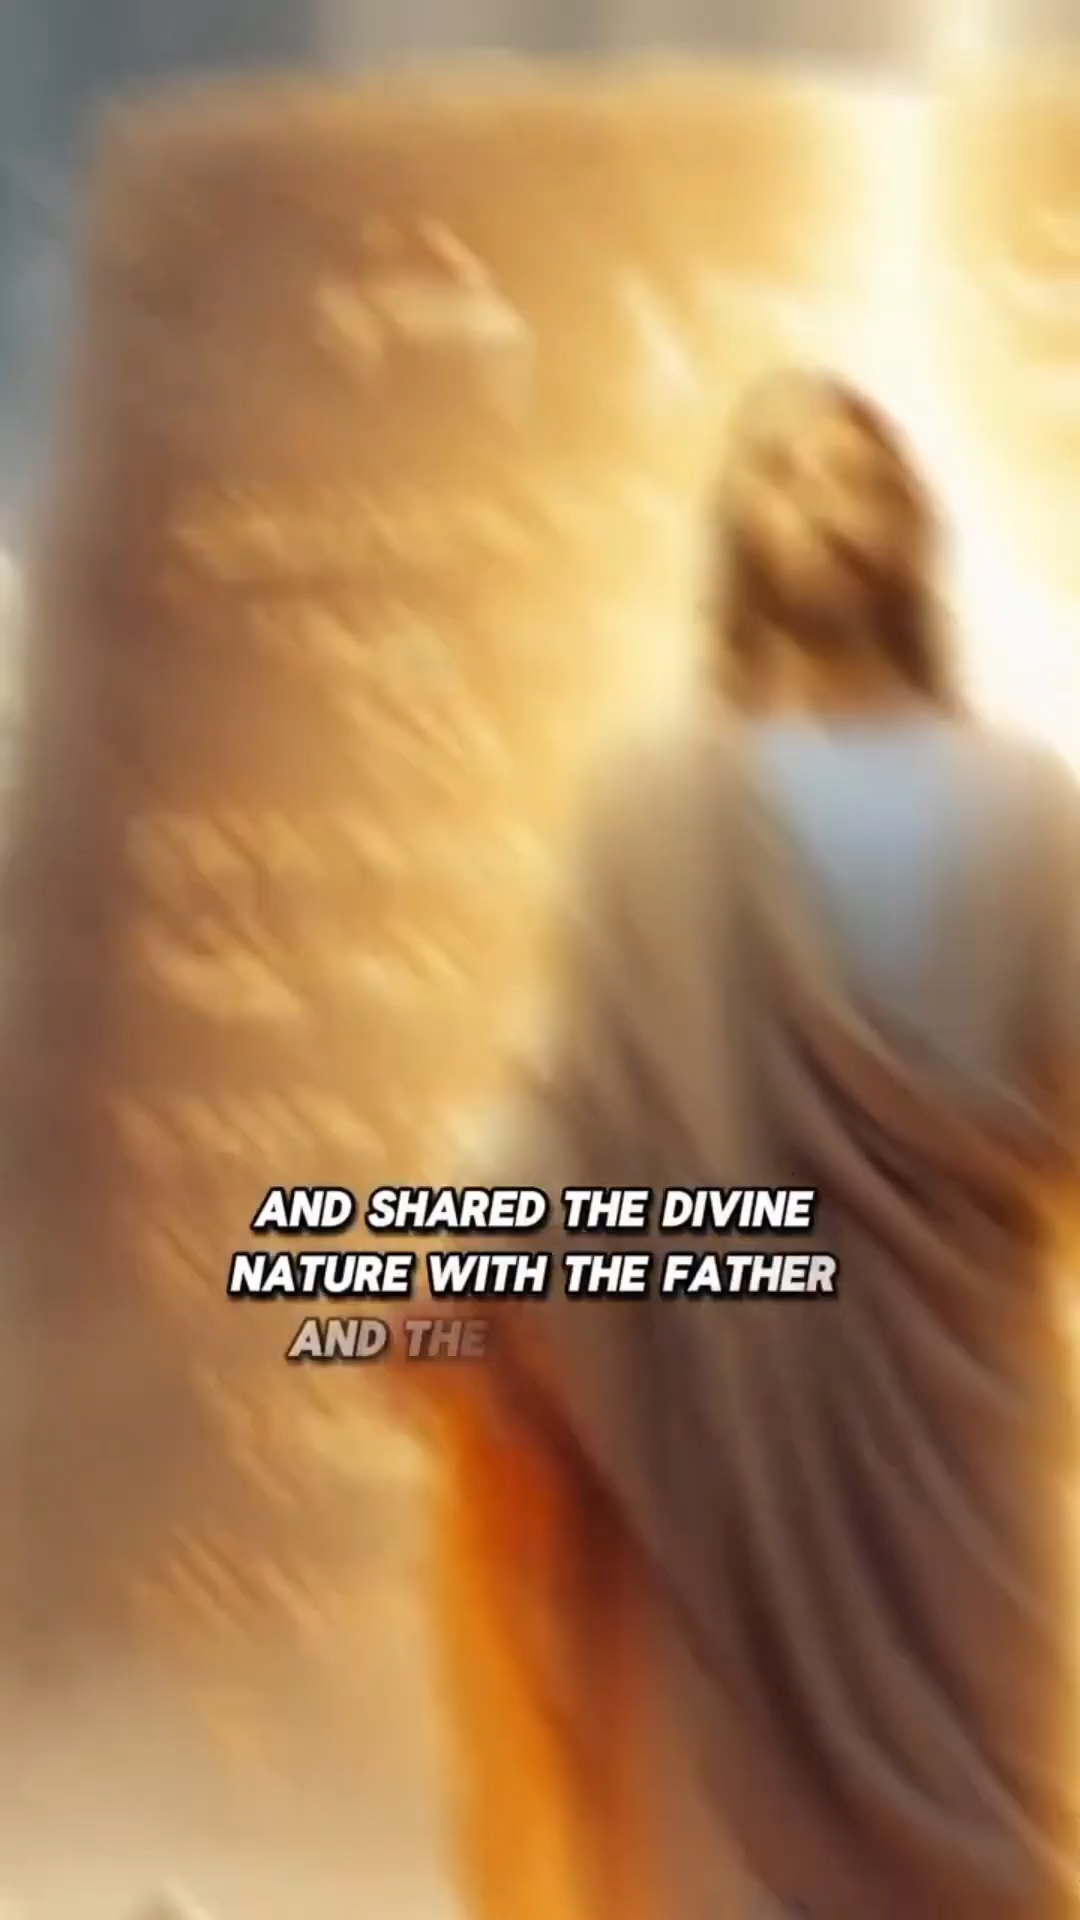 AND SHARED THE DIVINE
NATURE WITH THE FATHER
AND THE